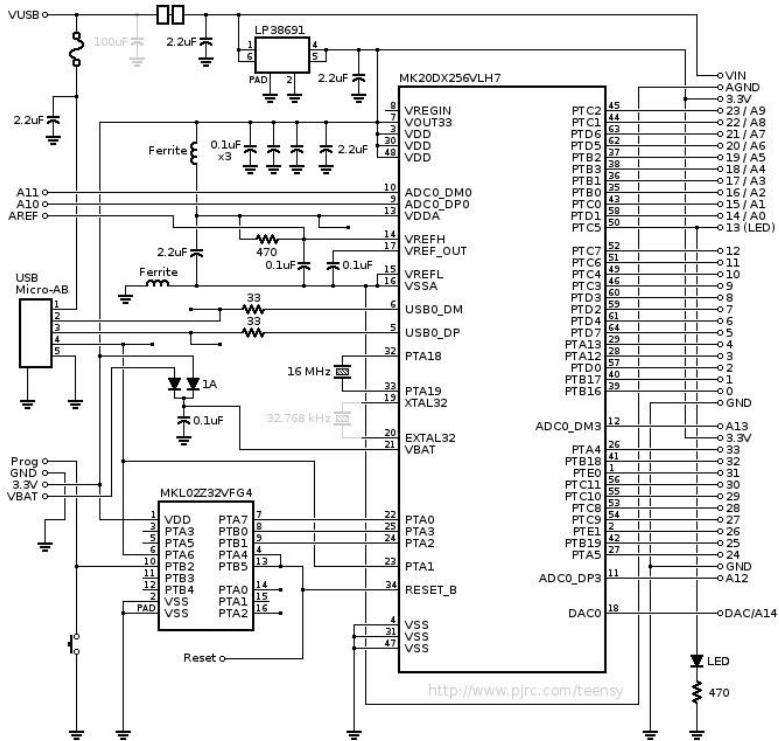 VUSB
100uF
2.2uF
LP38691
1
6
4
5
PAD
2
2.2uF
MK20DX256VLH7
VIN
AGND
3.3V
2.2uF
Ferrite
0.1uF
x3
2.2uF
8 VREGIN
7 VOUT33
3 VDD
30 VDD
48 VDD
A11
A10
AREF
10 ADC0_DM0
9 ADC0_DP0
13 VDDA
470
14 VREFH
17 VREF_OUT
2.2uF
0.1uF
0.1uF
Ferrite
15 VREFL
16 VSSA
USB
Micro-AB
1
2
3
4
5
33
6 USB0_DM
33
5 USB0_DP
32 PTA18
16 MHz
33 PTA19
19 XTAL32
32.768 kHz
20 EXTAL32
21 VBAT
1A
0.1uF
Prog
GND
3.3V
VBAT
MKL02Z32VFG4
1 VDD
3 PTA3
5 PTA5
6 PTA6
10 PTB2
11 PTB3
12 PTB4
2 VSS
PAD VSS
PTA7 7
PTB0 8
PTB1 9
PTA4 4
PTB5 13
PTA0 14
PTA1 15
PTA2 16
22 PTA0
25 PTA3
24 PTA2
23 PTA1
34 RESET_B
4 VSS
31 VSS
47 VSS
Reset
PTC2 45 23 / A9
PTC1 44 22 / A8
PTD6 63 21 / A7
PTD5 62 20 / A6
PTB2 37 19 / A5
PTB3 38 18 / A4
PTB1 36 17 / A3
PTB0 35 16 / A2
PTC0 43 15 / A1
PTD1 58 14 / A0
PTC5 50 13 (LED)
PTC7 52 12
PTC6 51 11
PTC4 49 10
PTC3 46 9
PTD3 60 8
PTD2 59 7
PTD4 61 6
PTD7 64 5
PTA13 29 4
PTA12 28 3
PTD0 57 2
PTB17 40 1
PTB16 39 0
GND
ADC0_DM3 12 A13
3.3V
PTA4 26 33
PTB18 41 32
PTE0 1 31
PTC11 56 30
PTC10 55 29
PTC8 53 28
PTC9 54 27
PTE1 2 26
PTB19 42 25
PTA5 27 24
GND
ADC0_DP3 11 A12
DAC0 18 DAC/A14
LED
470
http://www.pjrc.com/teensy